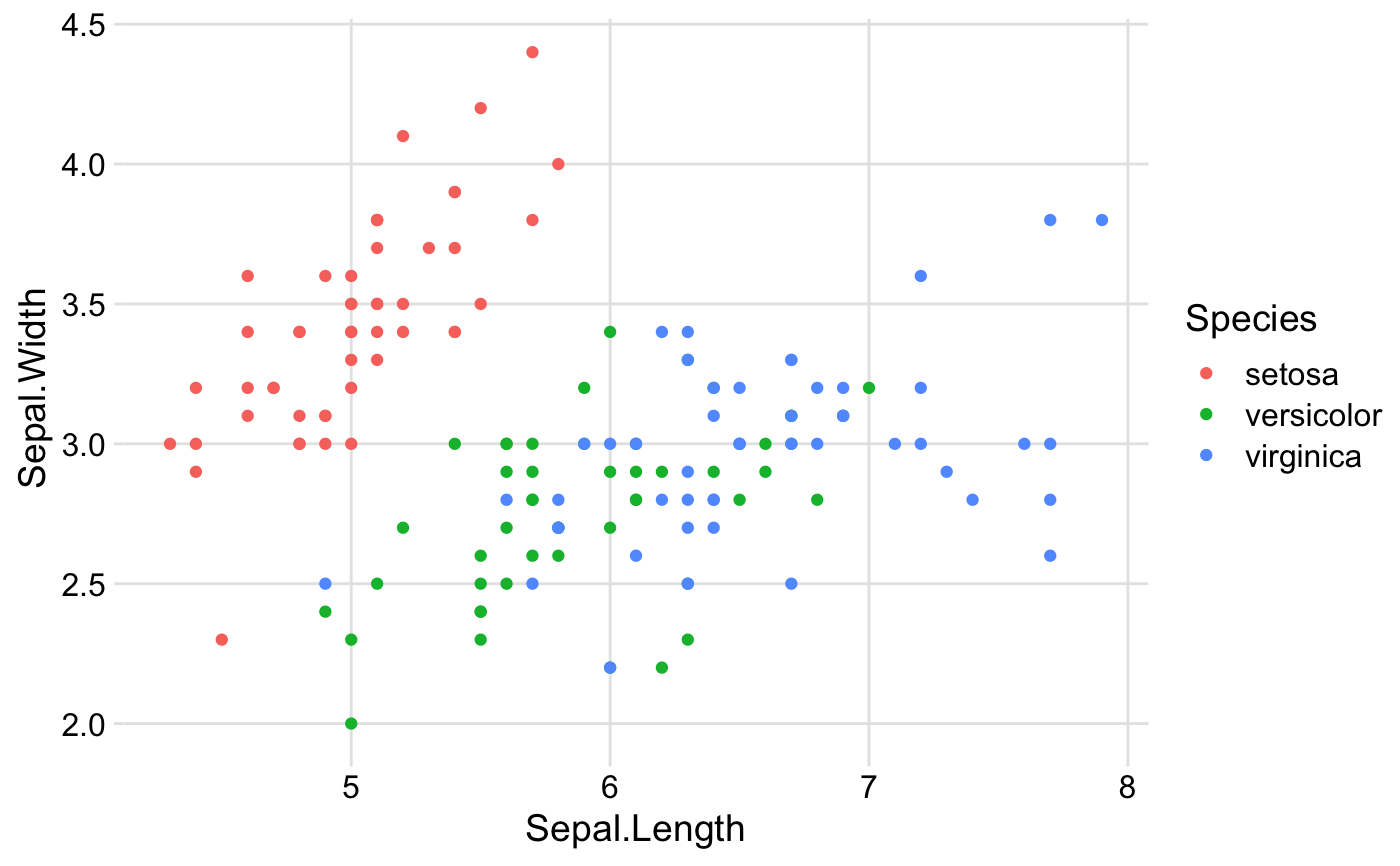 4.5
4.0
3.5
3.0
2.5
2.0
Sepal.Width
5 6 7 8
Sepal.Length
Species
setosa
versicolor
virginica